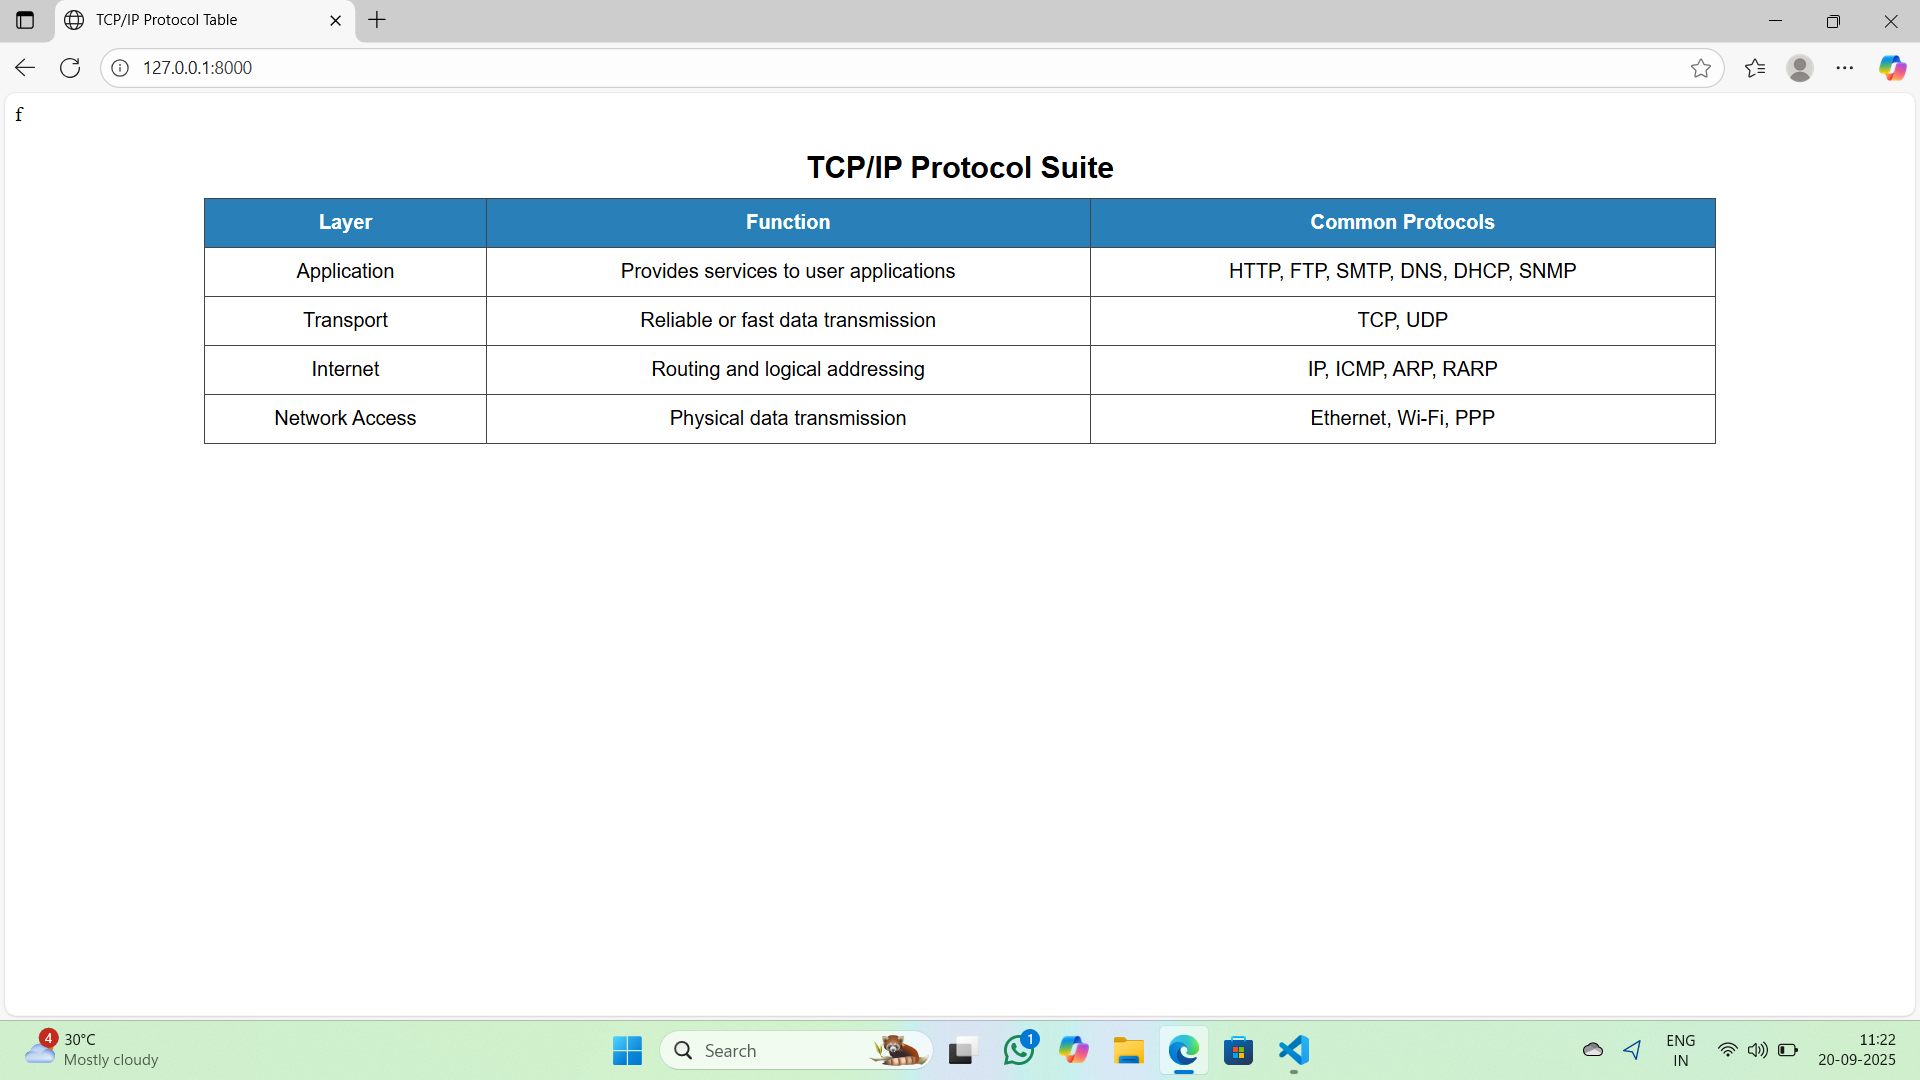 TCP/IP Protocol Table
127.0.0.1:8000
f
TCP/IP Protocol Suite
Layer Function Common Protocols
Application Provides services to user applications HTTP, FTP, SMTP, DNS, DHCP, SNMP
Transport Reliable or fast data transmission TCP, UDP
Internet Routing and logical addressing IP, ICMP, ARP, RARP
Network Access Physical data transmission Ethernet, Wi-Fi, PPP
4
30°C
Mostly cloudy
Search
1
ENG
IN
11:22
20-09-2025